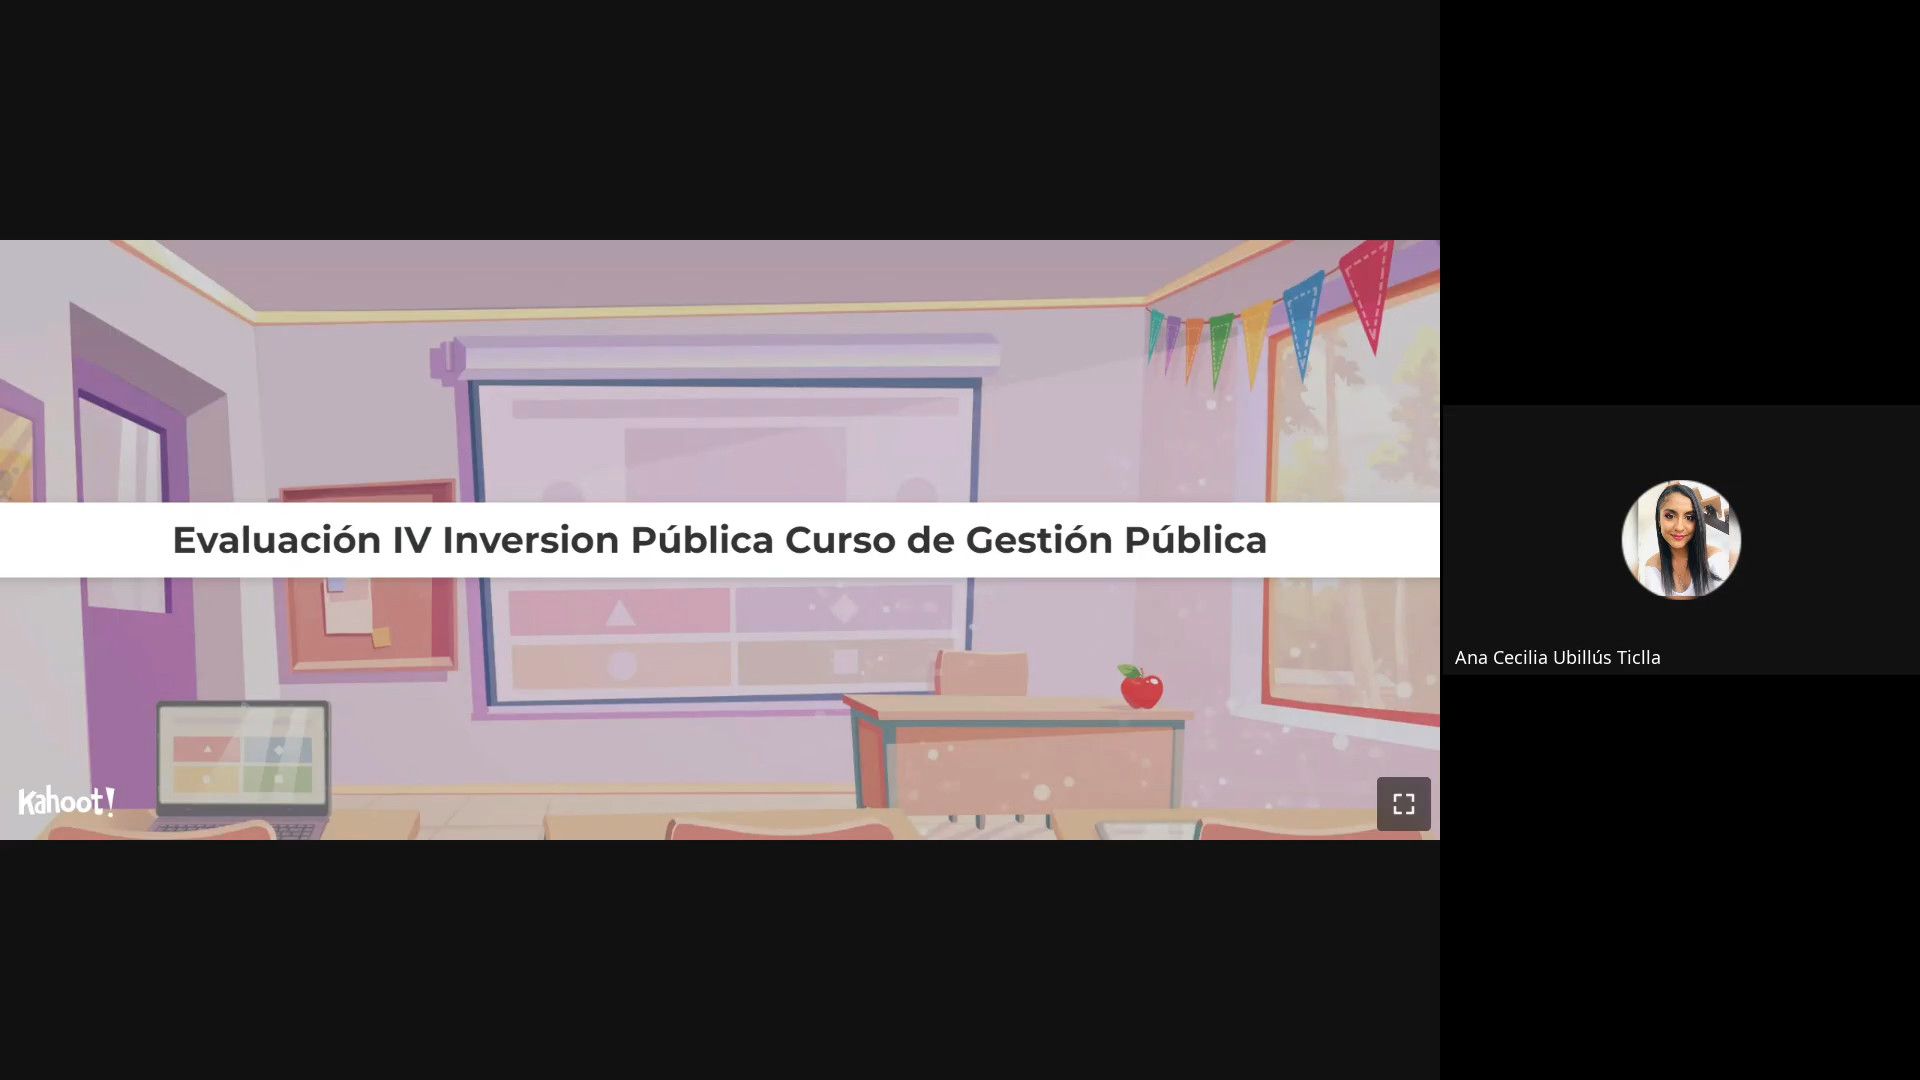 Evaluación IV Inversion Pública Curso de Gestión Pública
Kahoot!
Ana Cecilia Ubillús Ticlla